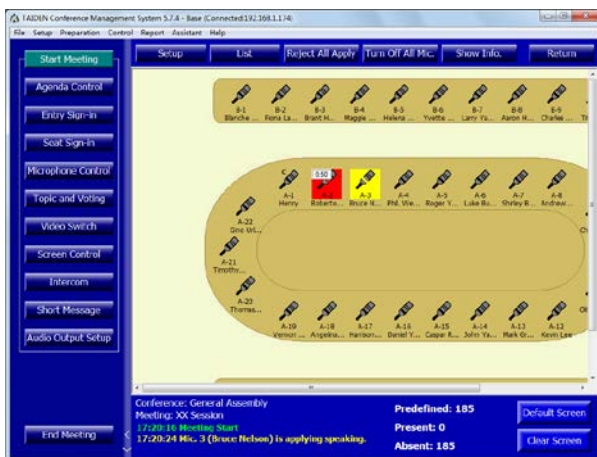 TAIDEN Conference Management System 5.7.4 - Base (Connected:192.168.1.174)
File Setup Preparation Control Report Assistant Help
Start Meeting
Agenda Control
Entry Sign-in
Seat Sign-in
Microphone Control
Topic and Voting
Video Switch
Screen Control
Intercom
Short Message
Audio Output Setup
End Meeting
Setup List Reject All Apply Turn Off All Mic. Show Info. Return
B-1 B-2 B-3 B-4 B-5 B-6 B-7 B-8 B-9
Blanche ... Fiona La... Brant H... Maggie ... Helena ... Yvette ... Larry Ya... Aaron H... Charles ...
C
0:50
A-1 A-2 A-3 A-4 A-5 A-6 A-7 A-8
Henry Roberto... Bruce N... Phil. Wie... Roger Y... Luke Bu... Shirley B... Andrew ...
A-22
Gino Uri...
A-21
Timothy...
A-20
Thomas...
A-19 A-18 A-17 A-16 A-15 A-14 A-13 A-12
Vernon ... Angelina... Harrison... Daniel Y... Caspar R... John Ya... Mark Gr... Kevin Lee
Conference: General Assembly
Meeting: XX Session
17:20:16 Meeting Start
17:20:24 Mic. 3 (Bruce Nelson) is applying speaking.
Predefined: 185
Present: 0
Absent: 185
Default Screen
Clear Screen